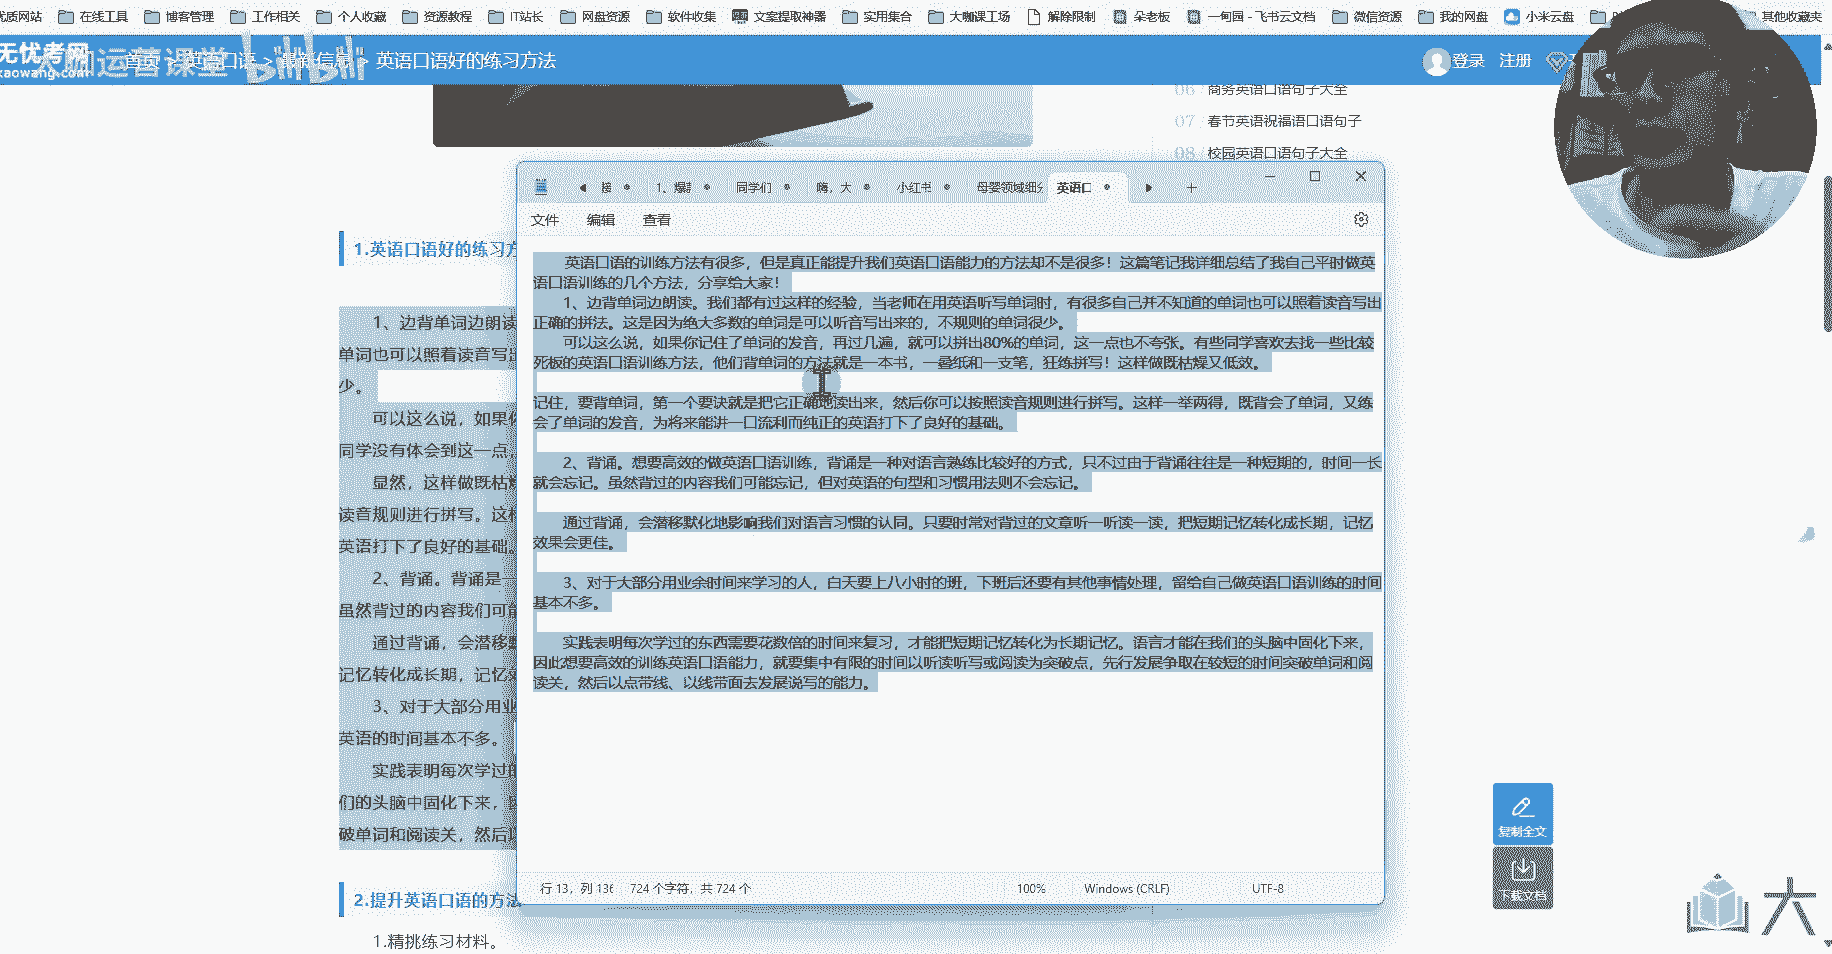 优质网站 在线工具 博客管理 工作相关 个人收藏 资源教程 IT站长 网盘资源 软件收集 文案提取神器 实用集合 大咖课工场 解除限制 朵老板 一甸园 - 飞书云文档 微信资源 我的网盘 小米云盘 其他收藏夹
无忧考网
kaowang.com
运营课堂 bilibili
首页 > 英语口语 > 最新信息 > 英语口语好的练习方法
登录 注册
06 商务英语口语句子大全
07 春节英语祝福语口语句子
08 校园英语口语句子大全
1、爆 同学们 嗨，大 小红书 母婴领域细分 英语口
文件 编辑 查看
英语口语的训练方法有很多，但是真正能提升我们英语口语能力的方法却不是很多！这篇笔记我详细总结了我自己平时做英
语口语训练的几个方法，分享给大家！
1、边背单词边朗读。我们都有过这样的经验，当老师在用英语听写单词时，有很多自己并不知道的单词也可以照着读音写出
正确的拼法。这是因为绝大多数的单词是可以听音写出来的，不规则的单词很少。
可以这么说，如果你记住了单词的发音，再过几遍，就可以拼出80%的单词，这一点也不夸张。有些同学喜欢去找一些比较
死板的英语口语训练方法，他们背单词的方法就是一本书，一叠纸和一支笔，狂练拼写！这样做既枯燥又低效。
记住，要背单词，第一个要诀就是把它正确地读出来，然后你可以按照读音规则进行拼写。这样一举两得，既背会了单词，又练
会了单词的发音，为将来能讲一口流利而纯正的英语打下了良好的基础。
2、背诵。想要高效的做英语口语训练，背诵是一种对语言熟练比较好的方式，只不过由于背诵往往是一种短期的，时间一长
就会忘记。虽然背过的内容我们可能忘记，但对英语的句型和习惯用法则不会忘记。
通过背诵，会潜移默化地影响我们对语言习惯的认同。只要时常对背过的文章听一听读一读，把短期记忆转化成长期，记忆
效果会更佳。
3、对于大部分用业余时间来学习的人，白天要上八小时的班，下班后还要有其他事情处理，留给自己做英语口语训练的时间
基本不多。
实践表明每次学过的东西需要花数倍的时间来复习，才能把短期记忆转化为长期记忆。语言才能在我们的头脑中固化下来，
因此想要高效的训练英语口语能力，就要集中有限的时间以听读听写或阅读为突破点，先行发展争取在较短的时间突破单词和阅
读关，然后以点带线、以线带面去发展说写的能力。
行 13，列 136 724 个字符，共 724 个 100% Windows (CRLF) UTF-8
1.英语口语好的练习方
1、边背单词边朗读
单词也可以照着读音写出
少。
可以这么说，如果你
同学没有体会到这一点
显然，这样做既枯燥
读音规则进行拼写。这样
英语打下了良好的基础。
2、背诵。背诵是一
虽然背过的内容我们可能
通过背诵，会潜移默
记忆转化成长期，记忆效
3、对于大部分用业
英语的时间基本不多。
实践表明每次学过的
们的头脑中固化下来，
破单词和阅读关，然后以
2.提升英语口语的方法
1.精挑练习材料。
复制全文
下载文档
大